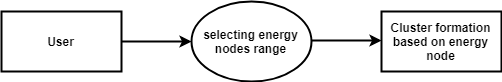 User
selecting energy
nodes range
Cluster formation
based on energy
node